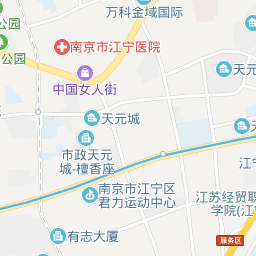 万科金域国际
公园
南京市江宁医院
公园
中国女人街
天元
天元城
天元
市政天元
城-檀香座
江宁
南京市江宁区
君力运动中心
江苏经贸职
学院(江
有志大厦
服务区